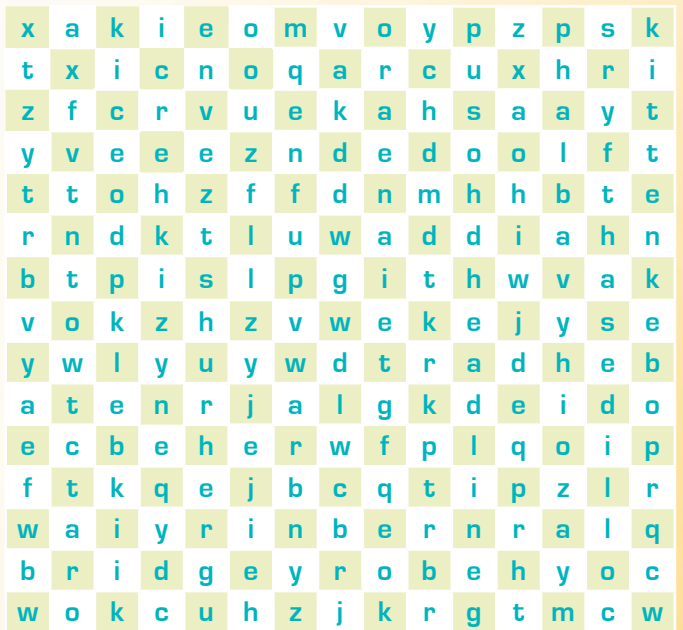 x a k i e o m v o y p z p s k
t x i c n o q a r c u x h r i
z f c r v u e k a h s a a y t
y v e e e z n d e d o o l f t
t t o h z f f d n m h h b t e
r n d k t l u w a d d i a h n
b t p i s l p g i t h w v a k
v o k z h z v w e k e j y s e
y w l y u y w d t r a d h e b
a t e n r j a l g k d e i d o
e c b e h e r w f p l q o i p
f t k q e j b c q t i p z l r
w a i y r i n b e r n r a l q
b r i d g e y r o b e h y o c
w o k c u h z j k r g t m c w